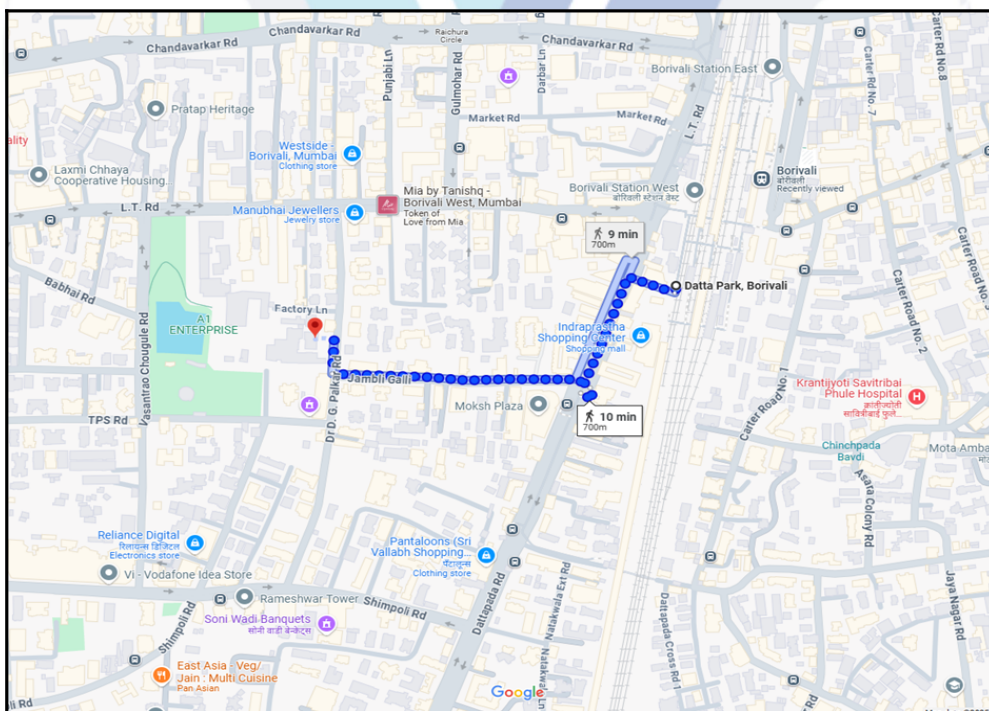 Chandavarkar Rd
Punjabi Ln
Raichura
Circle
Gulmohar Rd
Chandavarkar Rd
Darbar Ln
Borivali Station East
Carter Rd No. 7
Carter Rd No.8
Pratap Heritage
Market Rd
Market Rd
L.T. Rd
ality
Westside -
Borivali, Mumbai
Clothing store
Laxmi Chhaya
Cooperative Housing...
Borivali
बोरीवली
Recently viewed
Mia by Tanishq -
Borivali West, Mumbai
Token of
Love from Mia
Borivali Station West
बोरिवली स्टेशन वेस्ट
L.T. Rd
Manubhai Jewellers
Jewelry store
9 min
700m
Babhai Rd
Datta Park, Borivali
Carter Road No. 2
Factory Ln
A1
ENTERPRISE
Indraprastha
Shopping Center
Shopping mall
Vasantrao Chougule Rd
Dr D. G. Palkar Rd
Jambli Galli
Moksh Plaza
10 min
700m
Carter Road No. 1
Krantijyoti Savitribai
Phule Hospital
TPS Rd
Chinchpada
Bavdi
Mota Amba
Asara Colony Rd
Reliance Digital
रिलायन्स डिजिटल
Electronics store
Pantaloons (Sri
Vallabh Shopping...
पँटालून्स
Clothing store
Vi - Vodafone Idea Store
Rameshwar Tower
Shimpoli Rd
Dattapada Rd
Natakwala Ext Rd
Dattapada Cross Rd 1
Jaya Nagar Rd
Soni Wadi Banquets
सोनी वाडी बॅन्केट्स
Shimpoli Rd
East Asia - Veg/
Jain : Multi Cuisine
Pan Asian
Natakwala Ln
Google